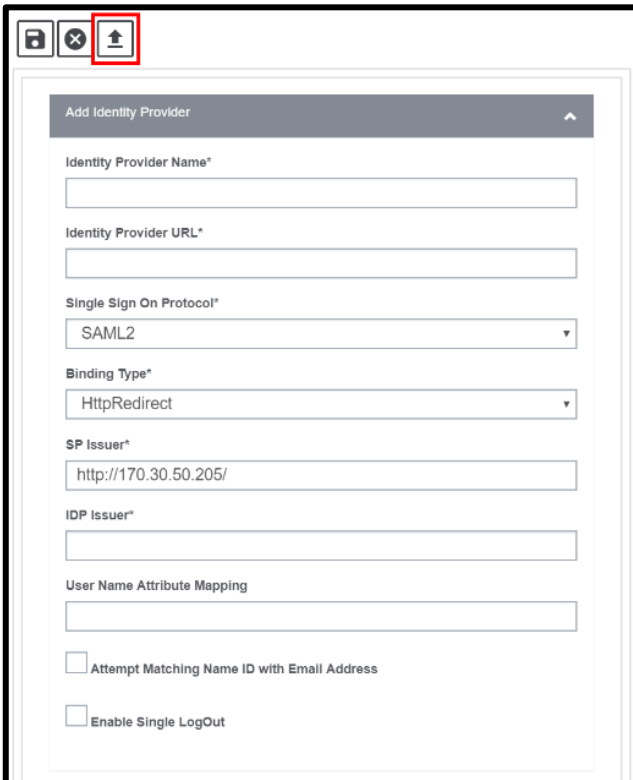 Add Identity Provider
Identity Provider Name*
Identity Provider URL*
Single Sign On Protocol*
SAML2
Binding Type*
HttpRedirect
SP Issuer*
http://170.30.50.205/
IDP Issuer*
User Name Attribute Mapping
Attempt Matching Name ID with Email Address
Enable Single LogOut